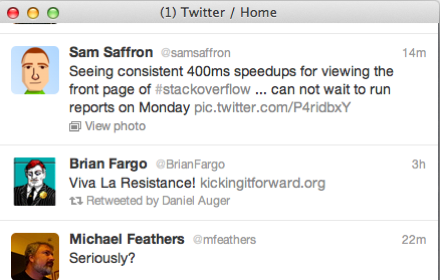 (1) Twitter / Home
Sam Saffron @samsaffron 14m
Seeing consistent 400ms speedups for viewing the
front page of #stackoverflow ... can not wait to run
reports on Monday pic.twitter.com/P4ridbxY
View photo
Brian Fargo @BrianFargo 3h
Viva La Resistance! kickingitforward.org
Retweeted by Daniel Auger
Michael Feathers @mfeathers 22m
Seriously?